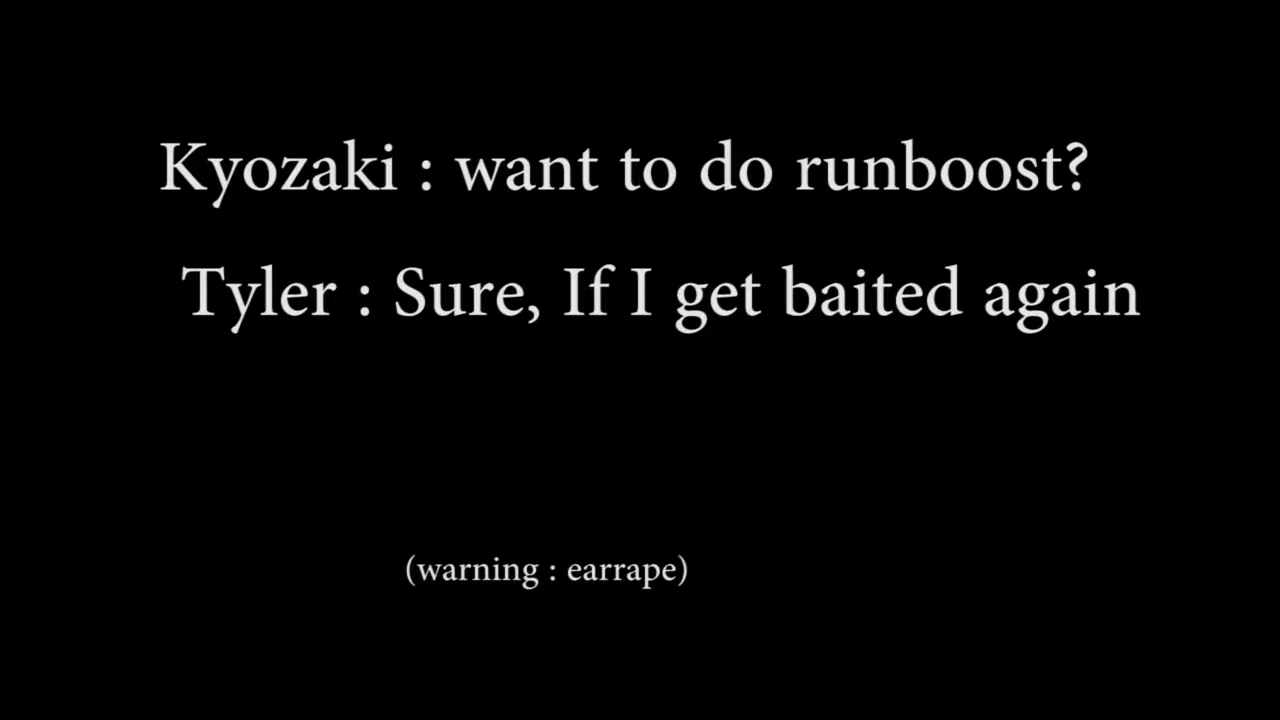 Kyozaki : want to do runboost?
Tyler : Sure, If I get baited again
(warning : earrape)